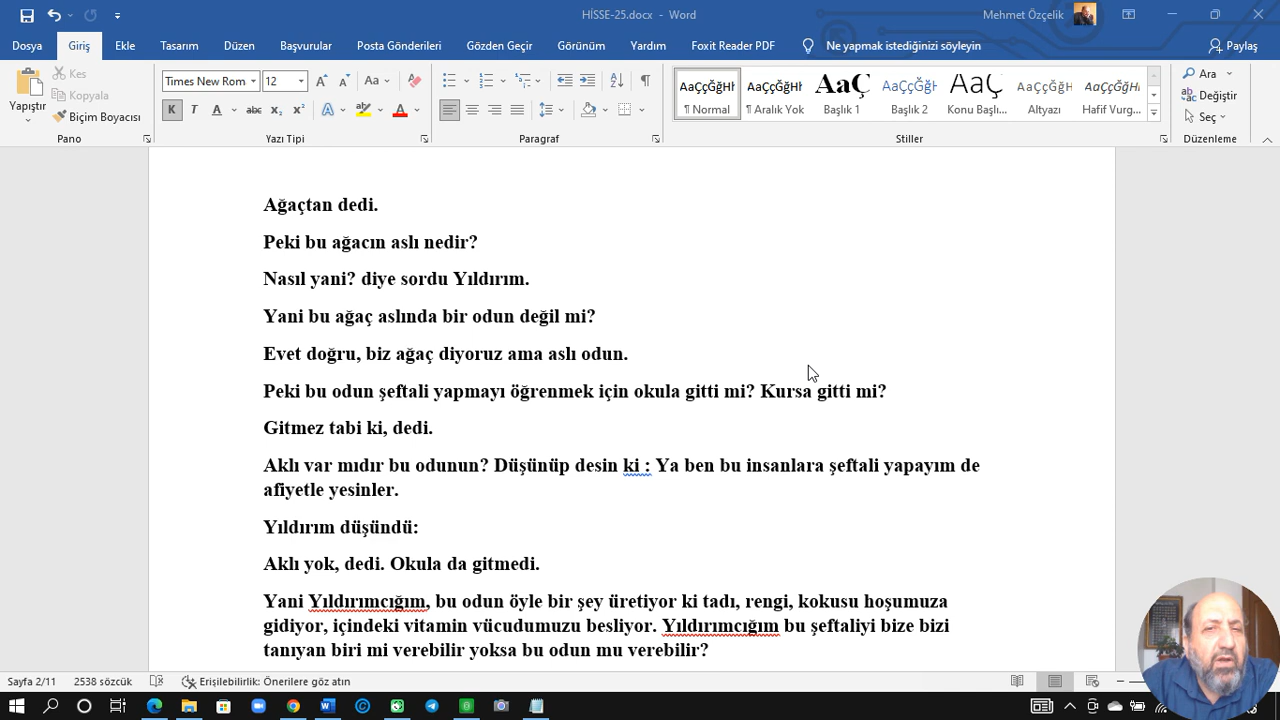 HİSSE-25.docx - Word
Mehmet Özçelik
Dosya Giriş Ekle Tasarım Düzen Başvurular Posta Gönderileri Gözden Geçir Görünüm Yardım Foxit Reader PDF Ne yapmak istediğinizi söyleyin Paylaş
Yapıştır
Kes
Kopyala
Biçim Boyacısı
Pano
Times New Rom 12
Yazı Tipi
Paragraf
AaÇçĞğH AaÇçĞğH AaÇ AaÇçĞğH AaÇ AaÇçĞğH AaÇçĞğH
¶ Normal ¶ Aralık Yok Başlık 1 Başlık 2 Konu Başlı... Altyazı Hafif Vurg...
Stiller
Ara
Değiştir
Seç
Düzenleme
Ağaçtan dedi.
Peki bu ağacın aslı nedir?
Nasıl yani? diye sordu Yıldırım.
Yani bu ağaç aslında bir odun değil mi?
Evet doğru, biz ağaç diyoruz ama aslı odun.
Peki bu odun şeftali yapmayı öğrenmek için okula gitti mi? Kursa gitti mi?
Gitmez tabi ki, dedi.
Aklı var mıdır bu odunun? Düşünüp desin ki : Ya ben bu insanlara şeftali yapayım de
afiyetle yesinler.
Yıldırım düşündü:
Aklı yok, dedi. Okula da gitmedi.
Yani Yıldırımcığım, bu odun öyle bir şey üretiyor ki tadı, rengi, kokusu hoşumuza
gidiyor, içindeki vitamin vücudumuzu besliyor. Yıldırımcığım bu şeftaliyi bize bizi
tanıyan biri mi verebilir yoksa bu odun mu verebilir?
Sayfa 2/11 2538 sözcük Erişilebilirlik: Önerilere göz atın